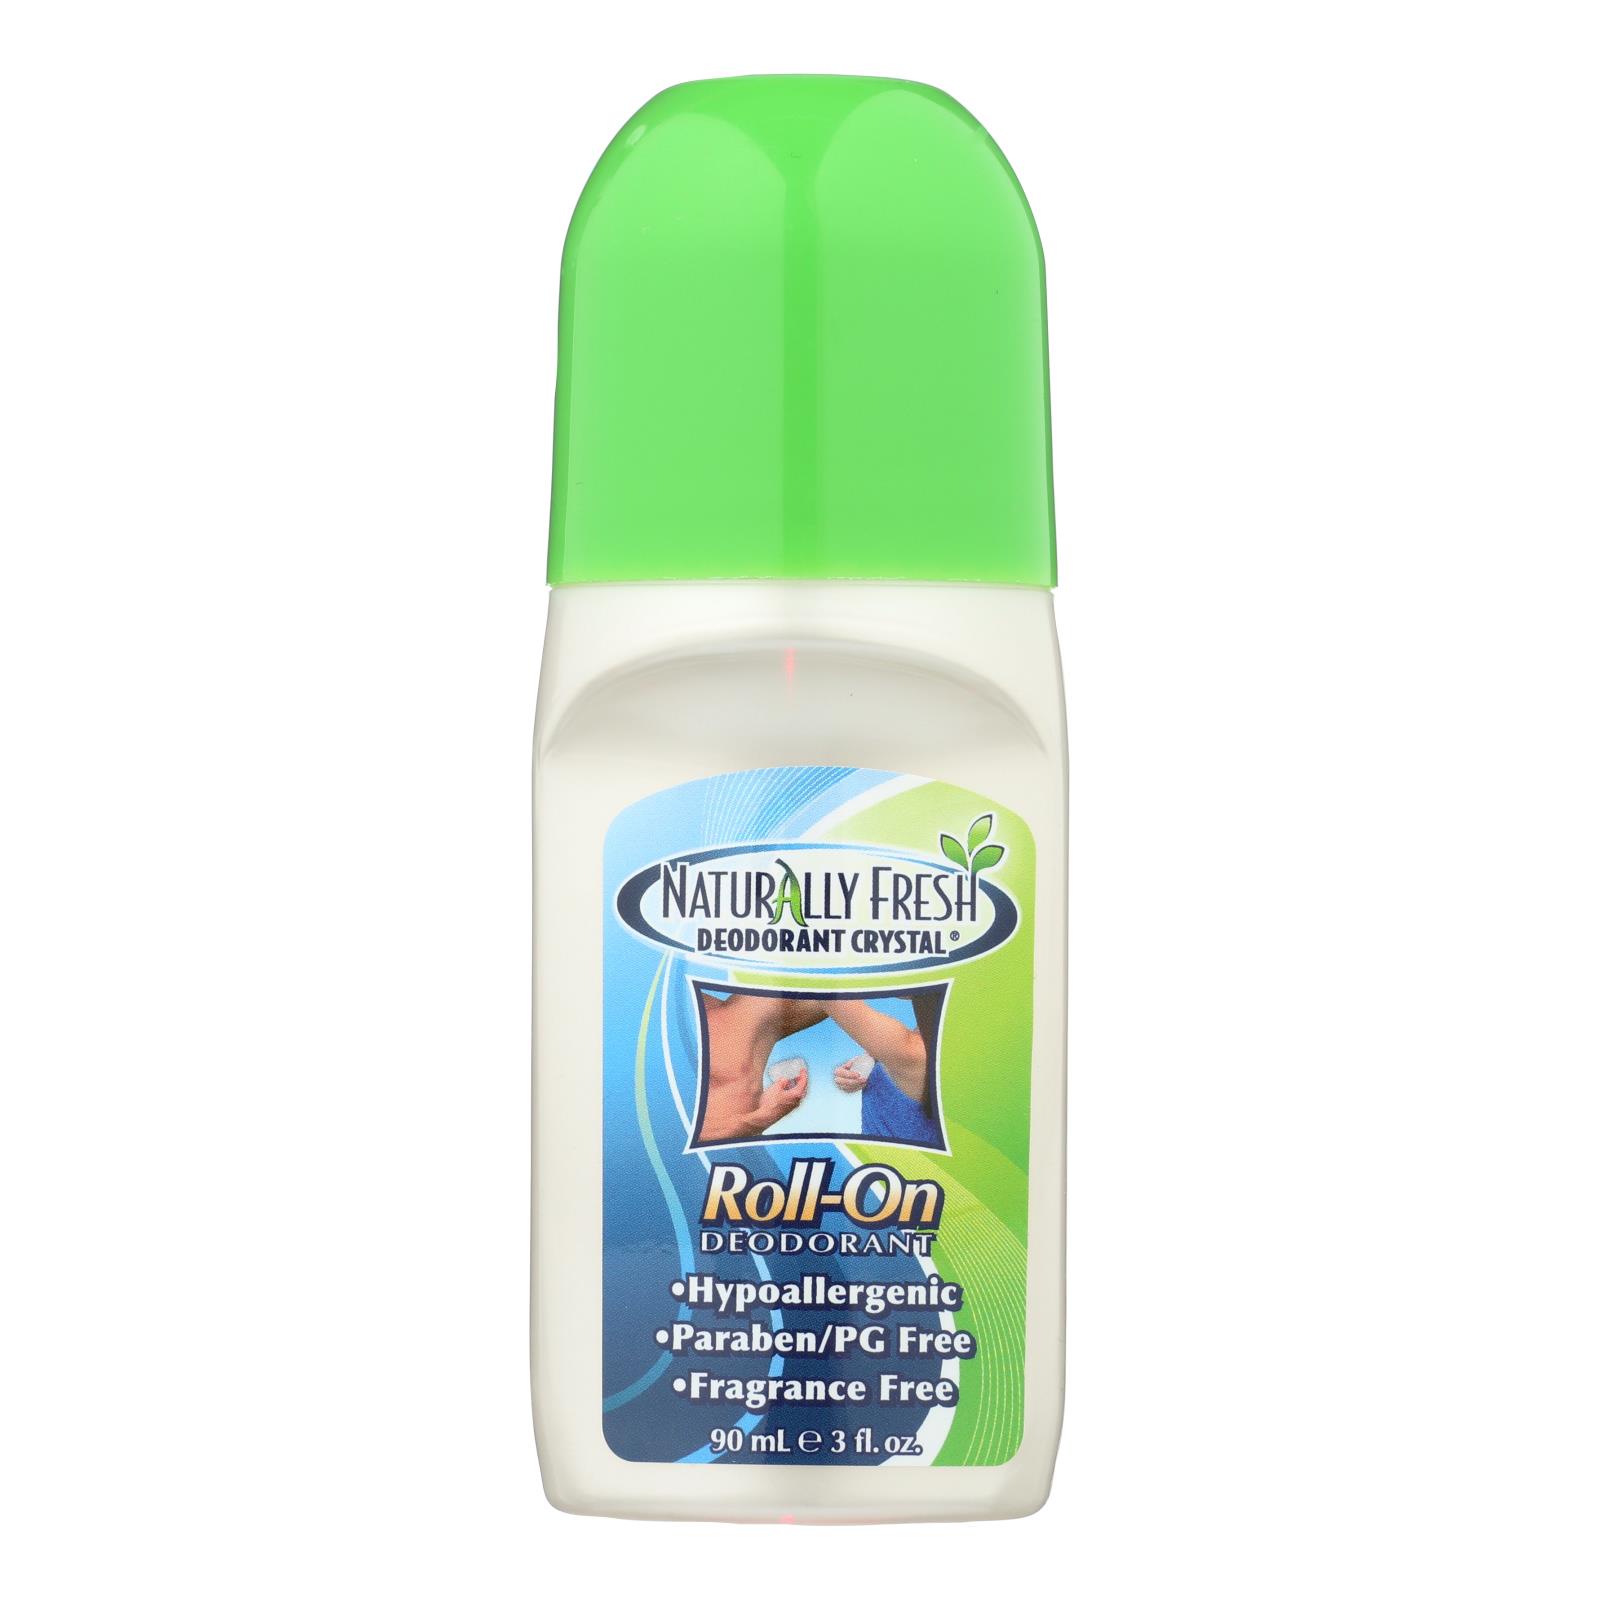 NATURALLY FRESH
DEODORANT CRYSTAL®
Roll-On
DEODORANT
•Hypoallergenic
•Paraben/PG Free
•Fragrance Free
90 mL ℮ 3 fl. oz.